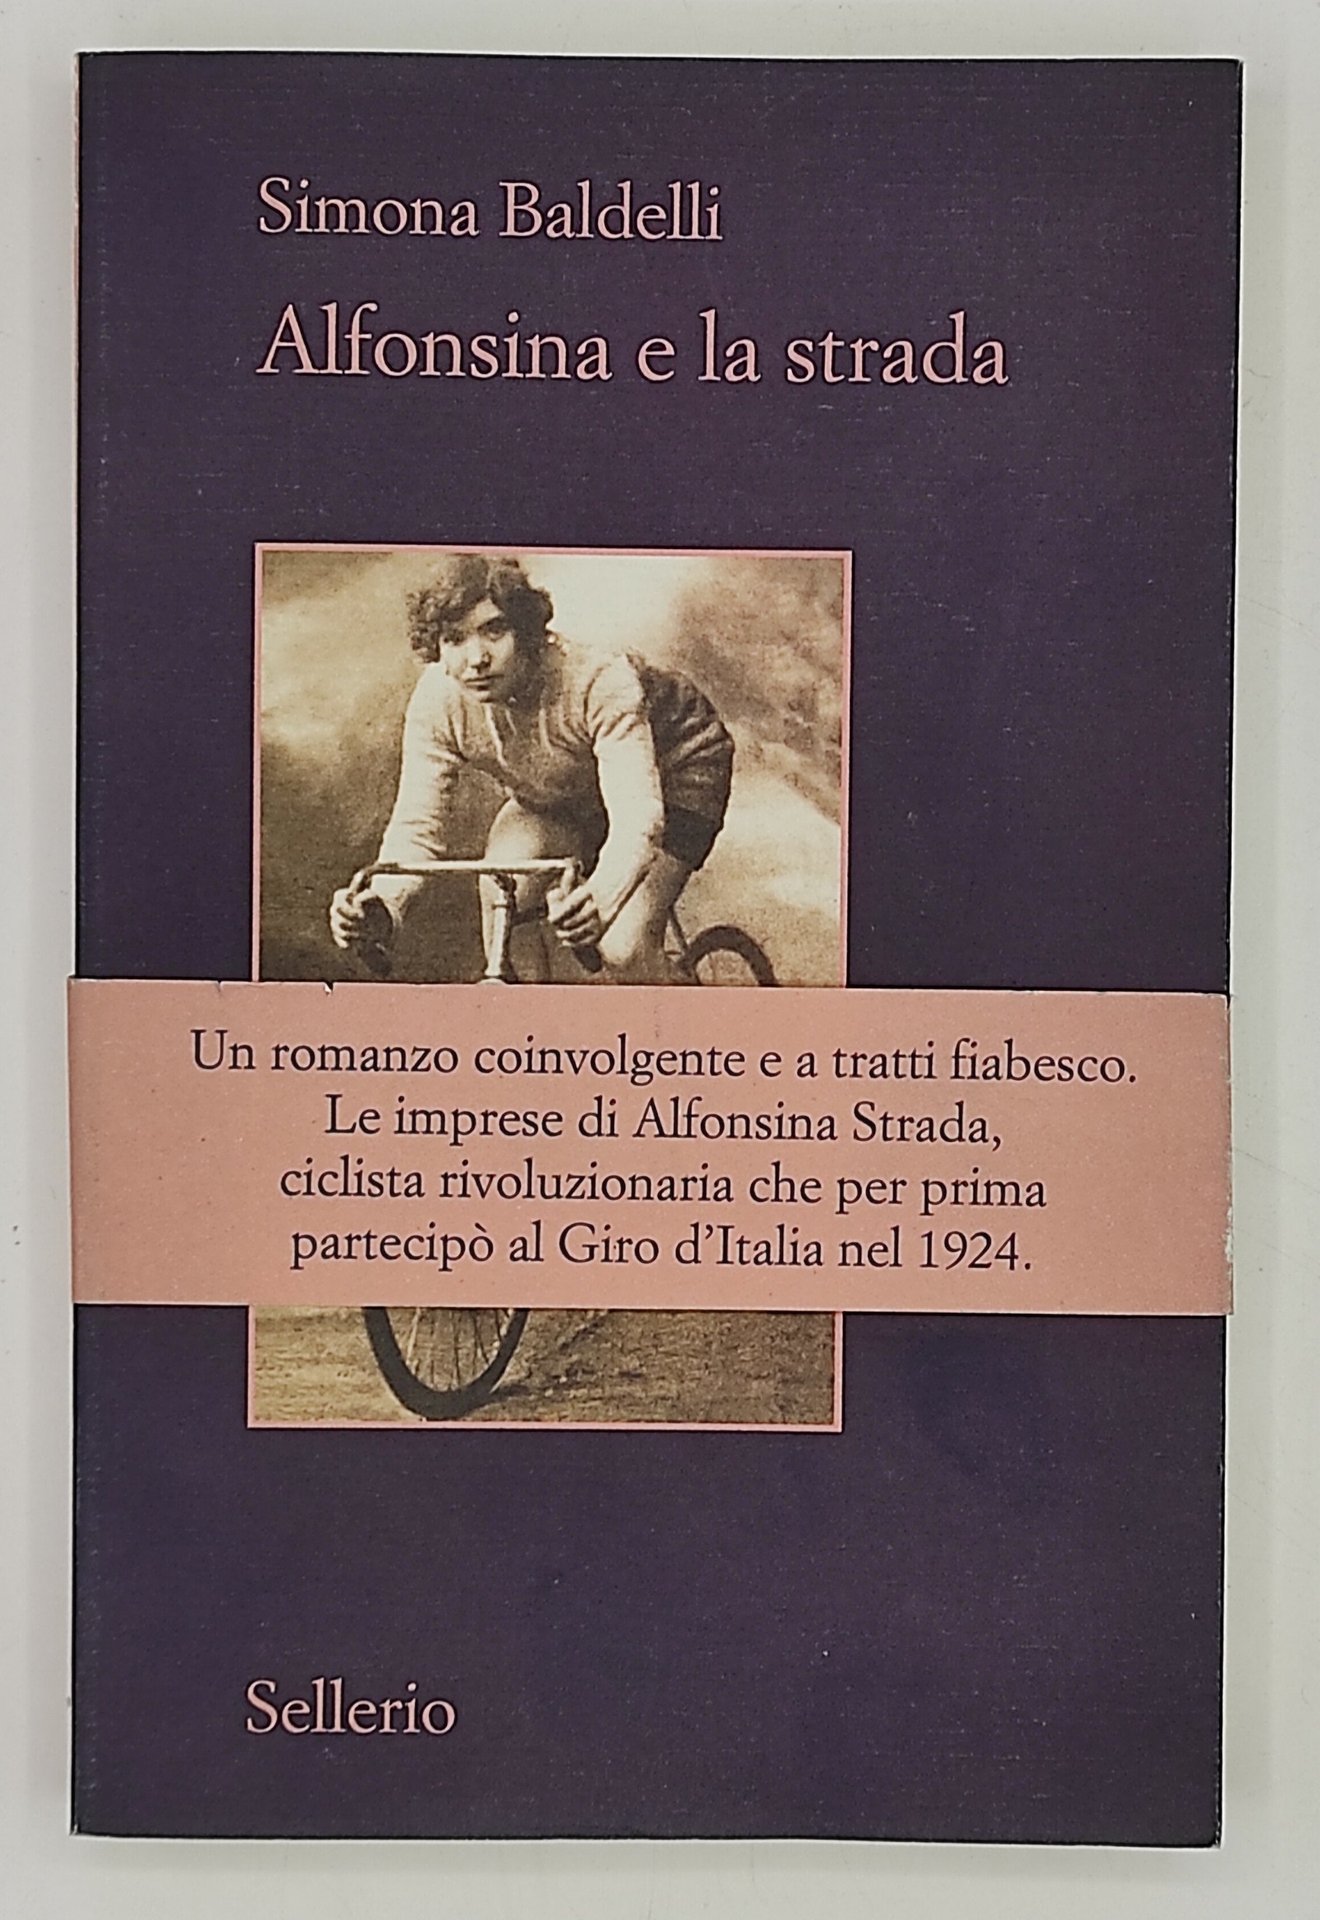 Simona Baldelli
Alfonsina e la strada
Un romanzo coinvolgente e a tratti fiabesco.
Le imprese di Alfonsina Strada,
ciclista rivoluzionaria che per prima
partecipò al Giro d'Italia nel 1924.
Sellerio